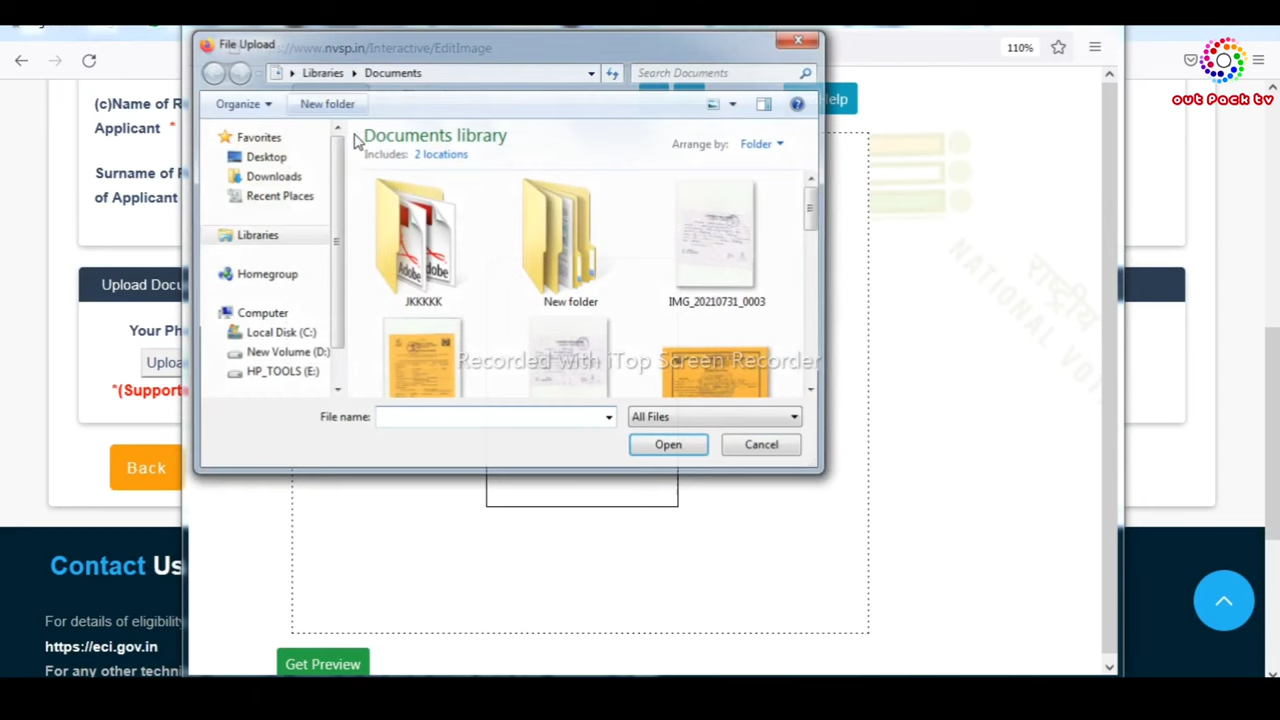 File Upload
www.nvsp.in/Interactive/EditImage
110%
Libraries
Documents
Search Documents
Organize
New folder
Help
out Pack tv
(c)Name of R
Applicant *
Surname of R
of Applicant
Favorites
Desktop
Downloads
Recent Places
Libraries
Homegroup
Computer
Local Disk (C:)
New Volume (D:)
HP_TOOLS (E:)
Documents library
Includes: 2 locations
Arrange by: Folder
Adobe
JKKKKK
New folder
IMG_20210731_0003
Recorded with iTop Screen Recorder
Upload Docu
Your Ph
Uploa
*(Support
File name:
All Files
Open
Cancel
Back
राष्ट्रीय
NATIONAL VOT
Get Preview
Contact Us
For details of eligibility
https://eci.gov.in
For any other techni